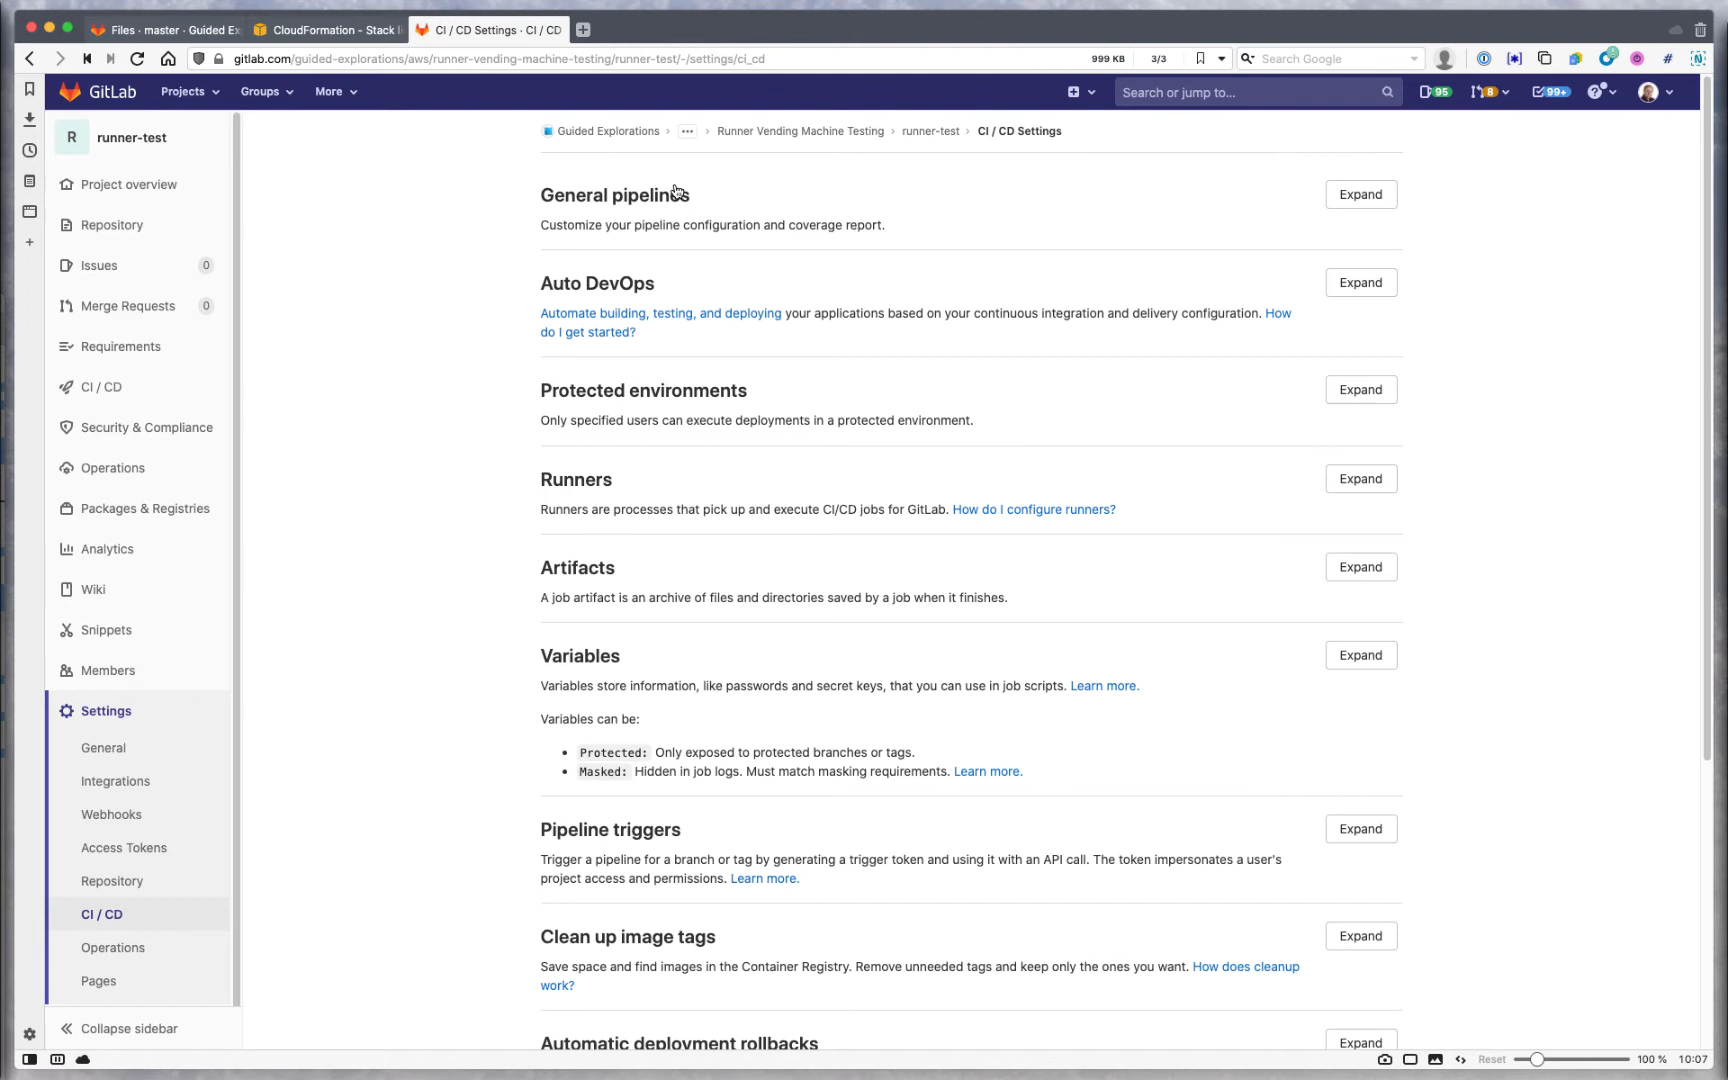 Files · master · Guided Ex
CloudFormation - Stack I
CI / CD Settings · CI / CD
gitlab.com/guided-explorations/aws/runner-vending-machine-testing/runner-test/-/settings/ci_cd
999 KB
3/3
Search Google
GitLab
Projects
Groups
More
Search or jump to...
95
8
99+
R
runner-test
Project overview
Repository
Issues
0
Merge Requests
0
Requirements
CI / CD
Security & Compliance
Operations
Packages & Registries
Analytics
Wiki
Snippets
Members
Settings
General
Integrations
Webhooks
Access Tokens
Repository
CI / CD
Operations
Pages
Collapse sidebar
Guided Explorations › ... › Runner Vending Machine Testing › runner-test › CI / CD Settings
General pipelines
Expand
Customize your pipeline configuration and coverage report.
Auto DevOps
Expand
Automate building, testing, and deploying your applications based on your continuous integration and delivery configuration. How
do I get started?
Protected environments
Expand
Only specified users can execute deployments in a protected environment.
Runners
Expand
Runners are processes that pick up and execute CI/CD jobs for GitLab. How do I configure runners?
Artifacts
Expand
A job artifact is an archive of files and directories saved by a job when it finishes.
Variables
Expand
Variables store information, like passwords and secret keys, that you can use in job scripts. Learn more.
Variables can be:
• Protected: Only exposed to protected branches or tags.
• Masked: Hidden in job logs. Must match masking requirements. Learn more.
Pipeline triggers
Expand
Trigger a pipeline for a branch or tag by generating a trigger token and using it with an API call. The token impersonates a user's
project access and permissions. Learn more.
Clean up image tags
Expand
Save space and find images in the Container Registry. Remove unneeded tags and keep only the ones you want. How does cleanup
work?
Automatic deployment rollbacks
Expand
Reset
100 %
10:07